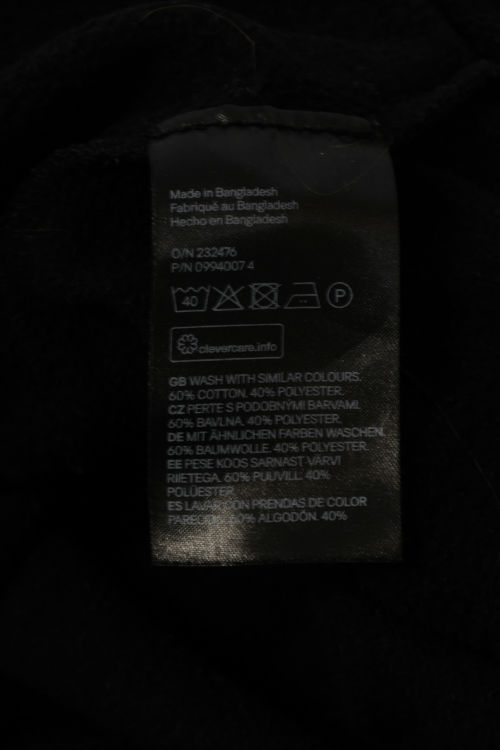 Made in Bangladesh
Fabriqué au Bangladesh
Hecho en Bangladesh
O/N 232476
P/N 0994007 4
40 P
clevercare.info
GB WASH WITH SIMILAR COLOURS.
60% COTTON. 40% POLYESTER.
CZ PERTE S PODOBNÝMI BARVAMI.
60% BAVLNA. 40% POLYESTER.
DE MIT ÄHNLICHEN FARBEN WASCHEN.
60% BAUMWOLLE. 40% POLYESTER.
EE PESE KOOS SARNAST VÄRVI
RIIETEGA. 60% PUUVILL. 40%
POLÜESTER.
ES LAVAR CON PRENDAS DE COLOR
60% ALGODÓN. 40%